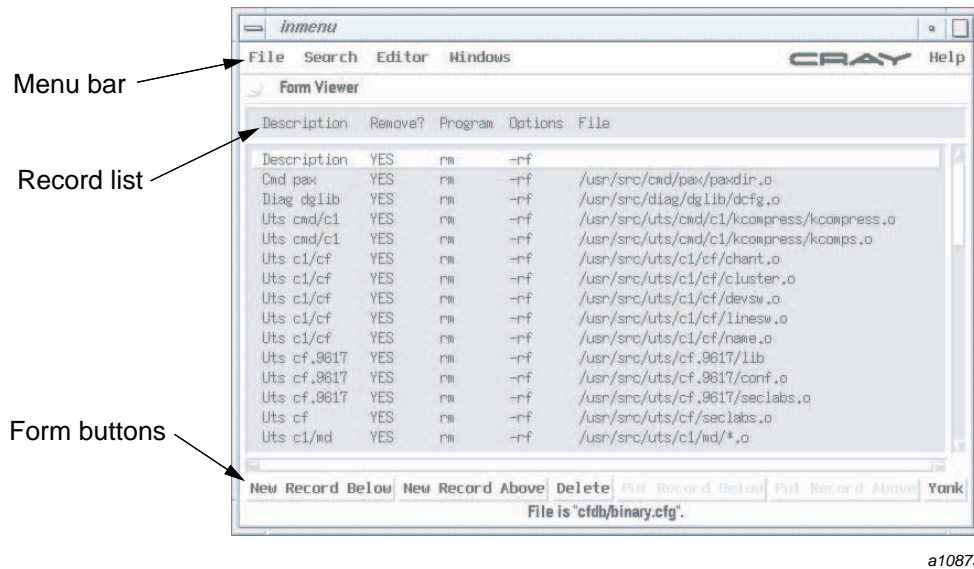 inmenu
File Search Editor Windows CRAY Help
Menu bar
Form Viewer
Description Remove? Program Options File
Record list
Description YES rm -rf
Cmd pax YES rm -rf /usr/src/cmd/pax/paxdir.o
Diag dglib YES rm -rf /usr/src/diag/dglib/dcfg.o
Uts cmd/c1 YES rm -rf /usr/src/uts/cmd/c1/kcompress/kcompress.o
Uts cmd/c1 YES rm -rf /usr/src/uts/cmd/c1/kcompress/kcomps.o
Uts c1/cf YES rm -rf /usr/src/uts/c1/cf/chant.o
Uts c1/cf YES rm -rf /usr/src/uts/c1/cf/cluster.o
Uts c1/cf YES rm -rf /usr/src/uts/c1/cf/devsw.o
Uts c1/cf YES rm -rf /usr/src/uts/c1/cf/linesw.o
Uts c1/cf YES rm -rf /usr/src/uts/c1/cf/name.o
Uts cf.9617 YES rm -rf /usr/src/uts/cf.9617/lib
Uts cf.9617 YES rm -rf /usr/src/uts/cf.9617/conf.o
Uts cf.9617 YES rm -rf /usr/src/uts/cf.9617/seclabs.o
Uts cf YES rm -rf /usr/src/uts/cf/seclabs.o
Uts c1/md YES rm -rf /usr/src/uts/c1/md/*.o
Form buttons
New Record Below New Record Above Delete Put Record Below Put Record Above Yank
File is "cfdb/binary.cfg".